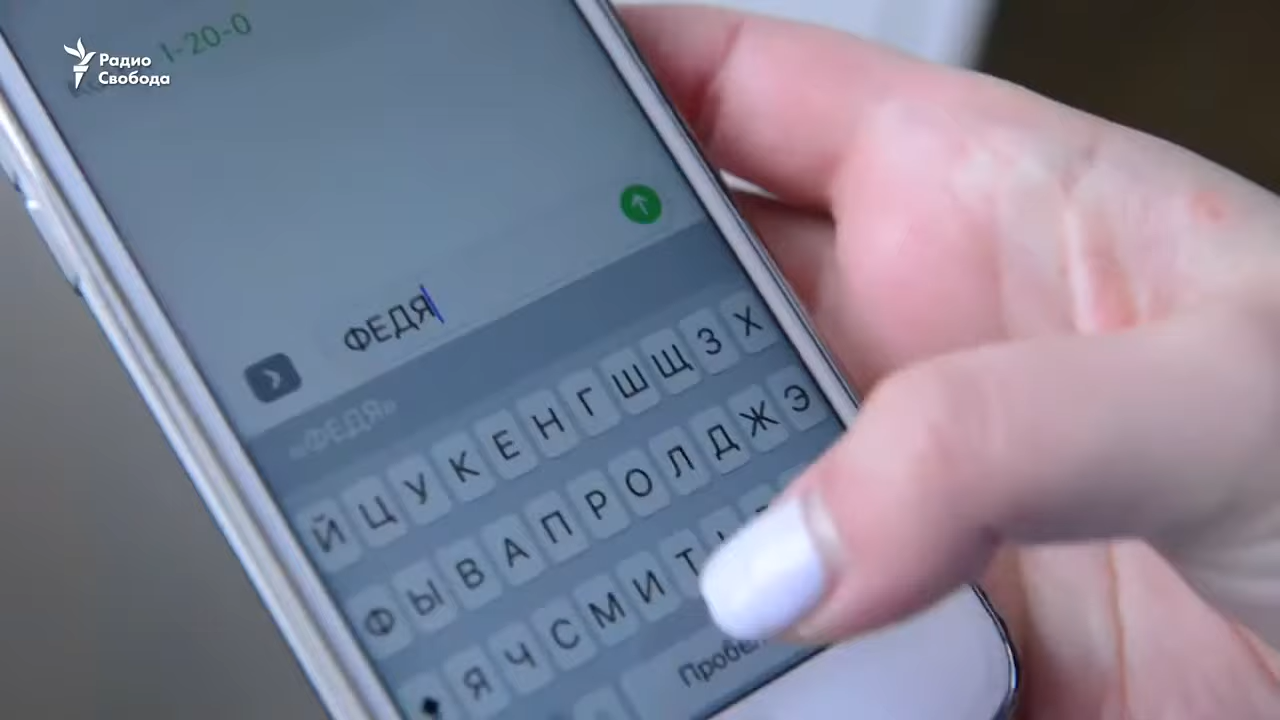 Радио
Свобода
1-20-0
ФЕДЯ
«ФЕДЯ»
Й Ц У К Е Н Г Ш Щ З Х
Ф Ы В А П Р О Л Д Ж Э
Я Ч С М И Т